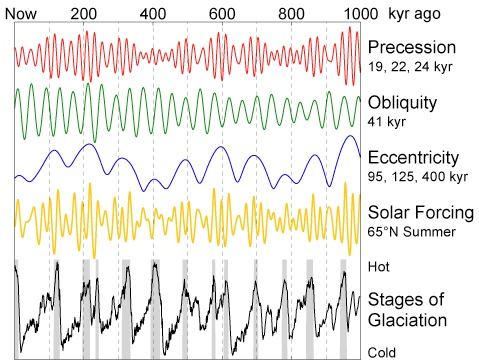 Now 200 400 600 800 1000 kyr ago
Precession
19, 22, 24 kyr
Obliquity
41 kyr
Eccentricity
95, 125, 400 kyr
Solar Forcing
65°N Summer
Hot
Stages of
Glaciation
Cold